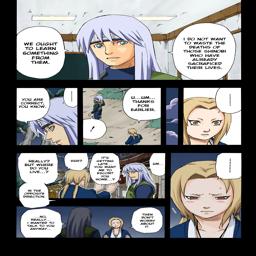 I DO NOT WANT
TO WASTE THE
DEATHS OF
THOSE SHINOBI
WHO HAVE
ALREADY
SACRIFICED
THEIR LIVES.
WE OUGHT
TO LEARN
SOMETHING
FROM
THEM.
...
U...UM...
THANKS
FOR
EARLIER.
YOU ARE
CORRECT,
YOU
KNOW.
!
IT'S
GETTING
LATE.
YOU WANT
ME TO
ESCORT
YOU
HOME...?
REALLY?
BUT WHERE
DO YOU
LIVE...?
IN THE
OPPOSITE
DIRECTION.
THEN
DON'T
WORRY
ABOUT
IT.
...NO,
REALLY.
I WANTED
TO TALK
TO YOU
ANYWAY...